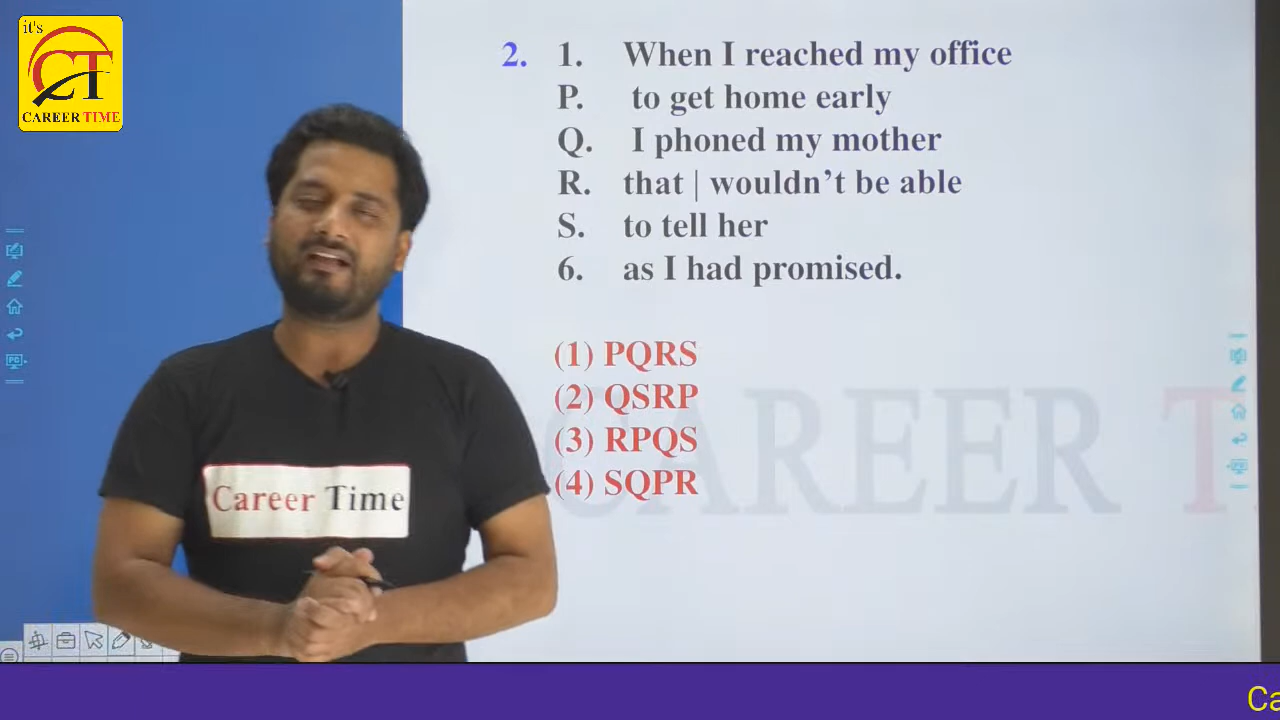 it's
CT
CAREER TIME
2. 1. When I reached my office
P. to get home early
Q. I phoned my mother
R. that | wouldn't be able
S. to tell her
6. as I had promised.
(1) PQRS
(2) QSRP
(3) RPQS
(4) SQPR
CAREER T
Career Time
Ca